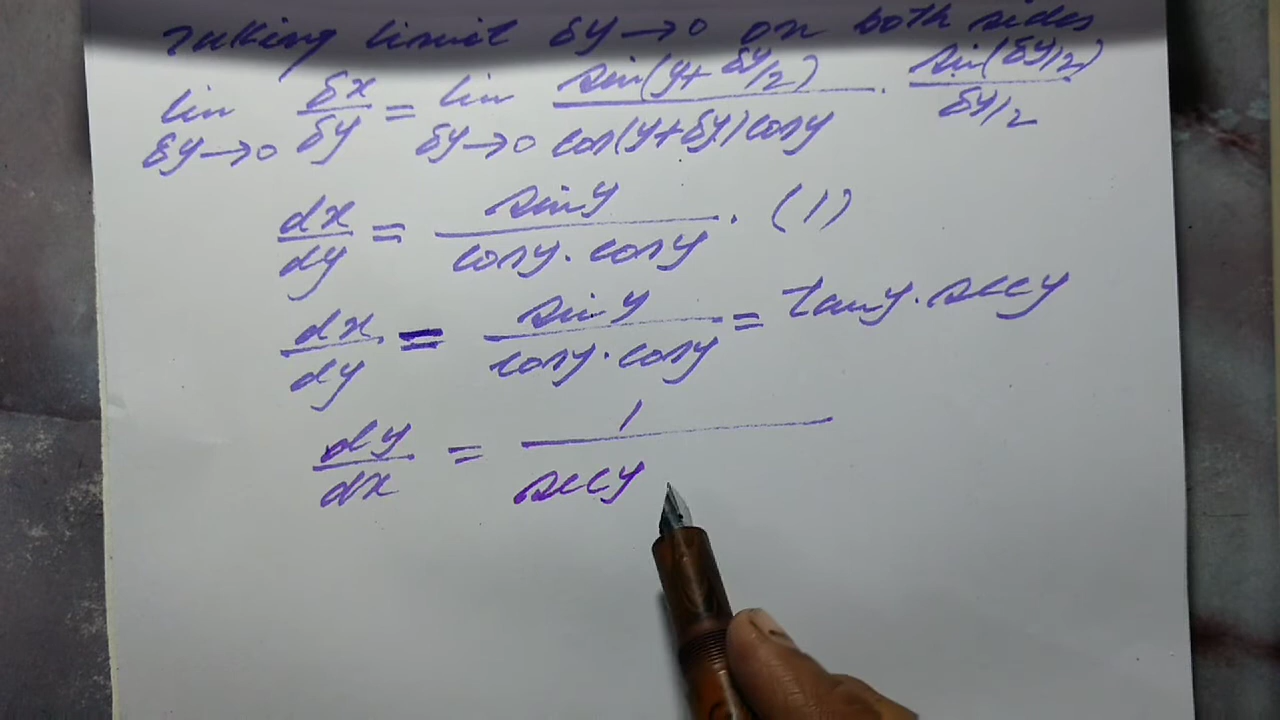 Taking limit δy→0 on both sides
lim δy→0 δx/δy = lim δy→0 sin(y+δy/2)/cos(y+δy)cosy · sin(δy/2)/δy/2
dx/dy = siny/cosy·cosy · (1)
dx/dy = siny/cosy·cosy = tany·secy
dy/dx = 1/secy